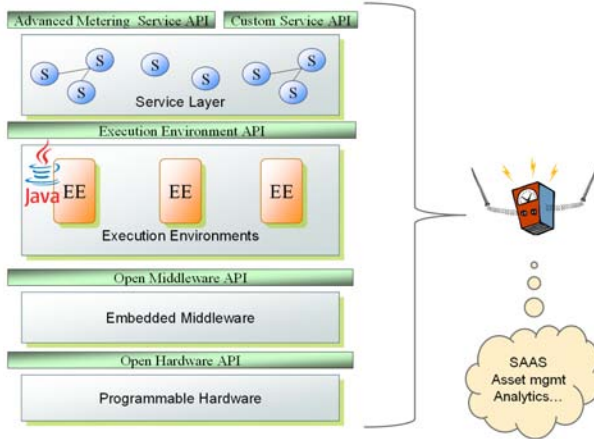 Advanced Metering Service API
Custom Service API
S S S S S S S S
Service Layer
Execution Environment API
Java
EE EE EE
Execution Environments
Open Middleware API
Embedded Middleware
Open Hardware API
Programmable Hardware
SAAS
Asset mgmt
Analytics...